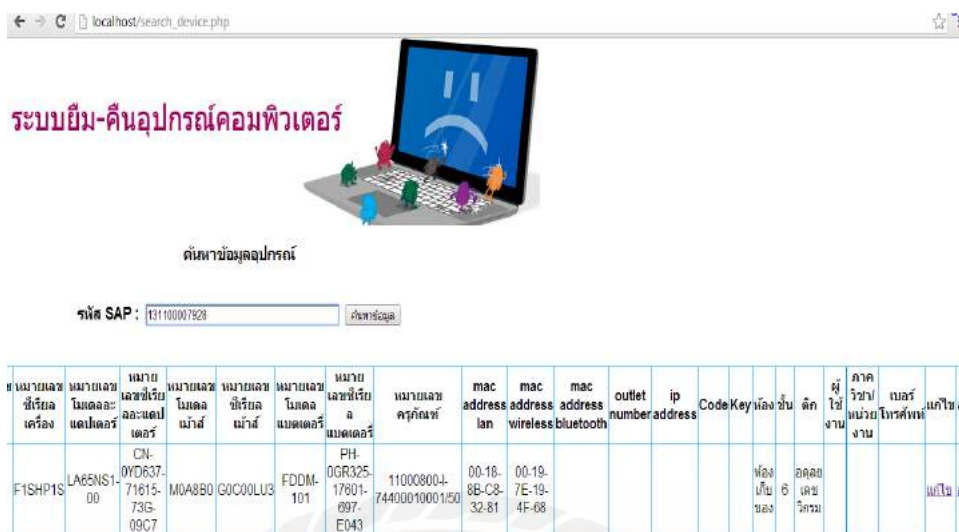 localhost/search_device.php
ระบบยืม-คืนอุปกรณ์คอมพิวเตอร์
ค้นหาข้อมูลอุปกรณ์
รหัส SAP : 131100007928 ค้นหาข้อมูล
หมายเลขซีเรียลเครื่อง หมายเลขโมเดลอะแดปเตอร์ หมายเลขซีเรียลอะแดปเตอร์ หมายเลขโมเดลเม้าส์ หมายเลขซีเรียลเม้าส์ หมายเลขโมเดลแบตเตอรี่ หมายเลขซีเรียลแบตเตอรี่ หมายเลขครุภัณฑ์ mac address lan mac address wireless mac address bluetooth outlet number ip address Code Key ห้อง ชั้น ตึก ผู้ใช้งาน ภาควิชา/หน่วยงาน เบอร์โทรศัพท์ แก้ไข
F1SHP1S LA65NS1-00 CN-0YD637-71615-73G-09C7 M0A8B0 G0C00LU3 FDDM-101 PH-0GR325-17601-697-E043 11000800-I-74400010001/50 00-18-8B-C8-32-81 00-19-7E-19-4F-68 ห้องเก็บของ 6 อดุลยเดชวิกรม แก้ไข